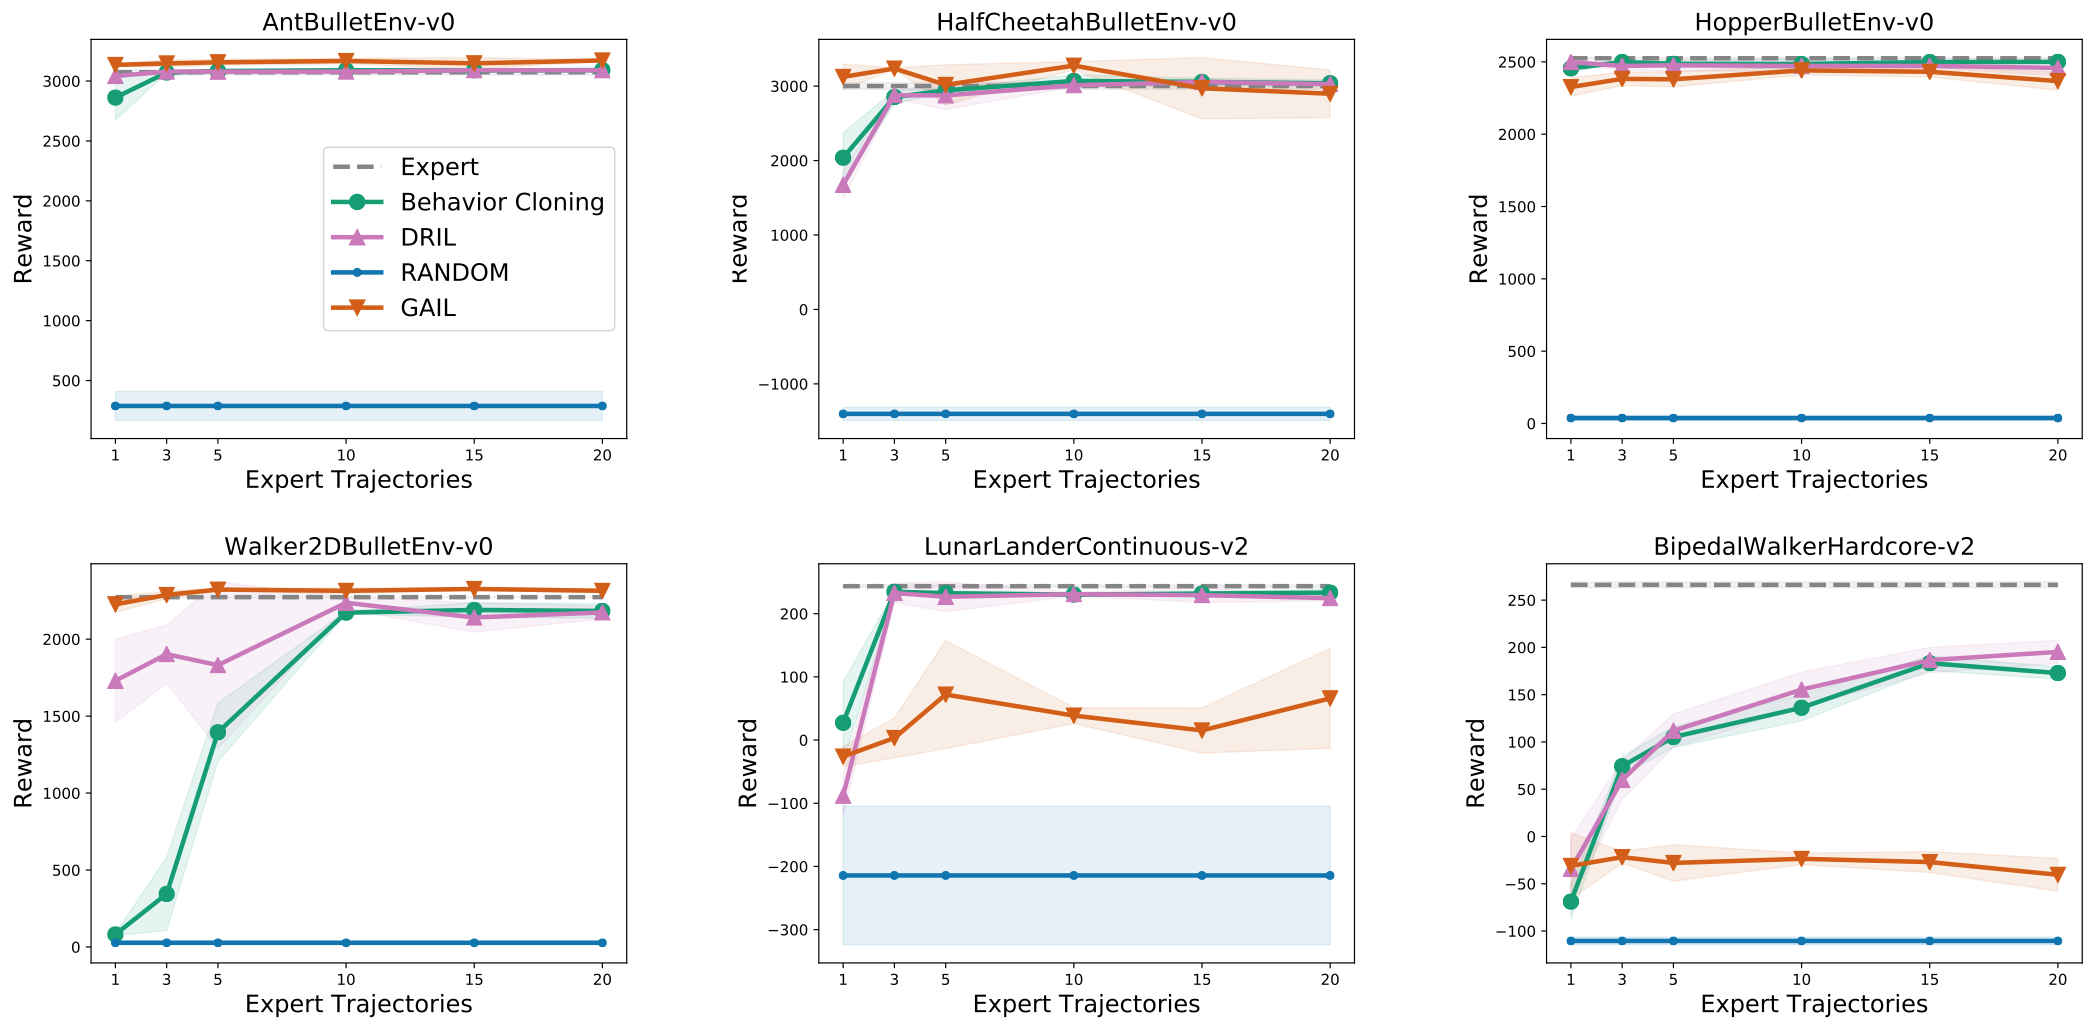 AntBulletEnv-v0
3000
2500
2000
1500
1000
500
Reward
Expert
Behavior Cloning
DRIL
RANDOM
GAIL
1 3 5 10 15 20
Expert Trajectories
HalfCheetahBulletEnv-v0
3000
2000
1000
0
−1000
Reward
1 3 5 10 15 20
Expert Trajectories
HopperBulletEnv-v0
2500
2000
1500
1000
500
0
Reward
1 3 5 10 15 20
Expert Trajectories
Walker2DBulletEnv-v0
2000
1500
1000
500
0
Reward
1 3 5 10 15 20
Expert Trajectories
LunarLanderContinuous-v2
200
100
0
−100
−200
−300
Reward
1 3 5 10 15 20
Expert Trajectories
BipedalWalkerHardcore-v2
250
200
150
100
50
0
−50
−100
Reward
1 3 5 10 15 20
Expert Trajectories